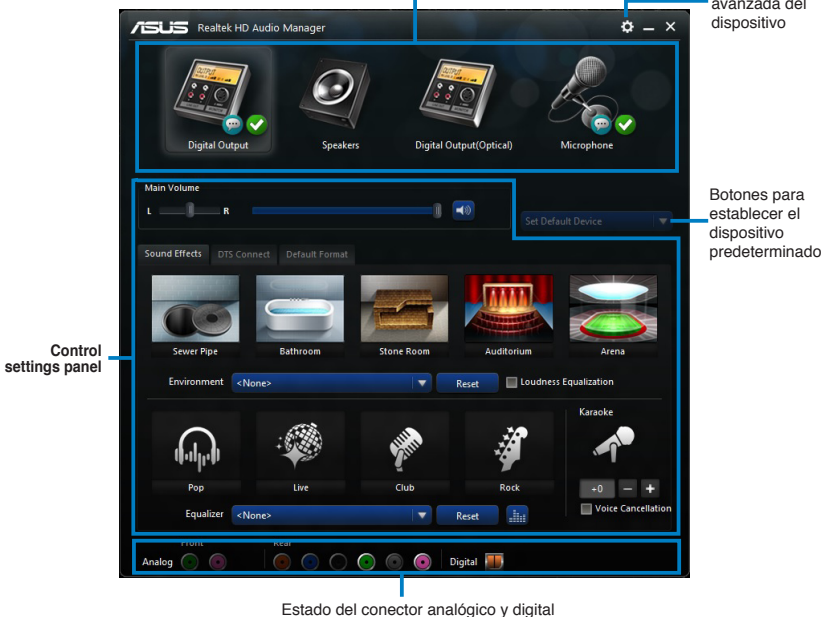 avanzada del
dispositivo
ASUS Realtek HD Audio Manager
OUTPUT
OUTPUT
Digital Output
Speakers
Digital Output(Optical)
Microphone
Main Volume
L
R
Set Default Device
Botones para
establecer el
dispositivo
predeterminado
Sound Effects
DTS Connect
Default Format
Sewer Pipe
Bathroom
Stone Room
Auditorium
Arena
Control
settings panel
Environment
<None>
Reset
Loudness Equalization
Karaoke
Pop
Live
Club
Rock
+0
Equalizer
<None>
Reset
Voice Cancellation
Front
Rear
Analog
Digital
Estado del conector analógico y digital